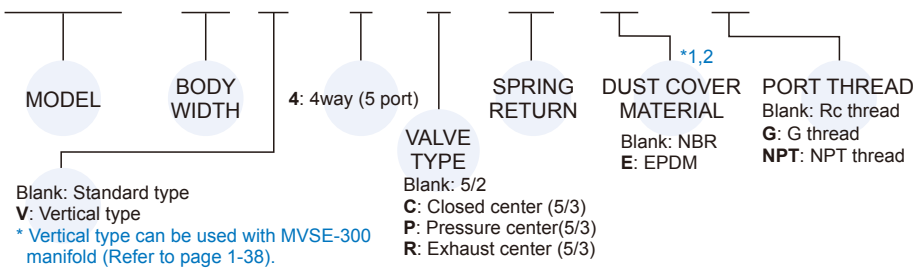 MODEL
BODY
WIDTH
4: 4way (5 port)
VALVE
TYPE
Blank: 5/2
C: Closed center (5/3)
P: Pressure center(5/3)
R: Exhaust center (5/3)
SPRING
RETURN
*1,2
DUST COVER
MATERIAL
Blank: NBR
E: EPDM
PORT THREAD
Blank: Rc thread
G: G thread
NPT: NPT thread
Blank: Standard type
V: Vertical type
* Vertical type can be used with MVSE-300
manifold (Refer to page 1-38).